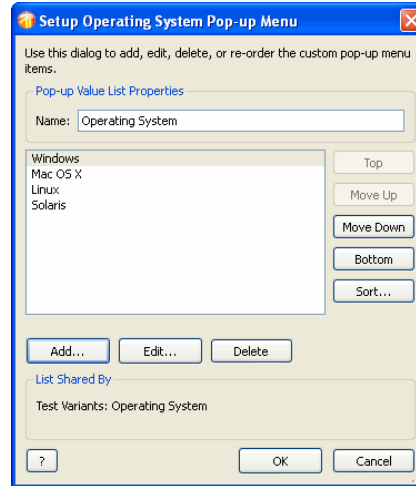 Setup Operating System Pop-up Menu
Use this dialog to add, edit, delete, or re-order the custom pop-up menu
items.
Pop-up Value List Properties
Name: Operating System
Windows
Mac OS X
Linux
Solaris
Top
Move Up
Move Down
Bottom
Sort...
Add... Edit... Delete
List Shared By
Test Variants: Operating System
? OK Cancel